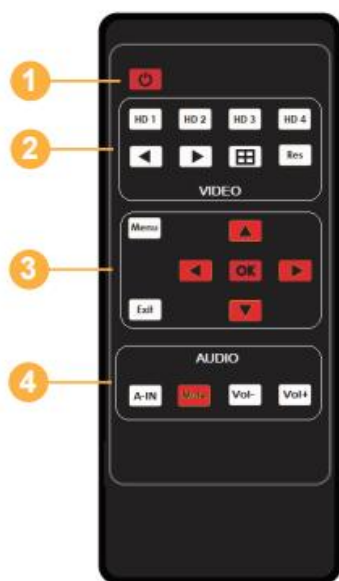 1
HD 1 HD 2 HD 3 HD 4
2
Res
VIDEO
Menu
3
OK
Exit
AUDIO
4
A-IN Vol- Vol+